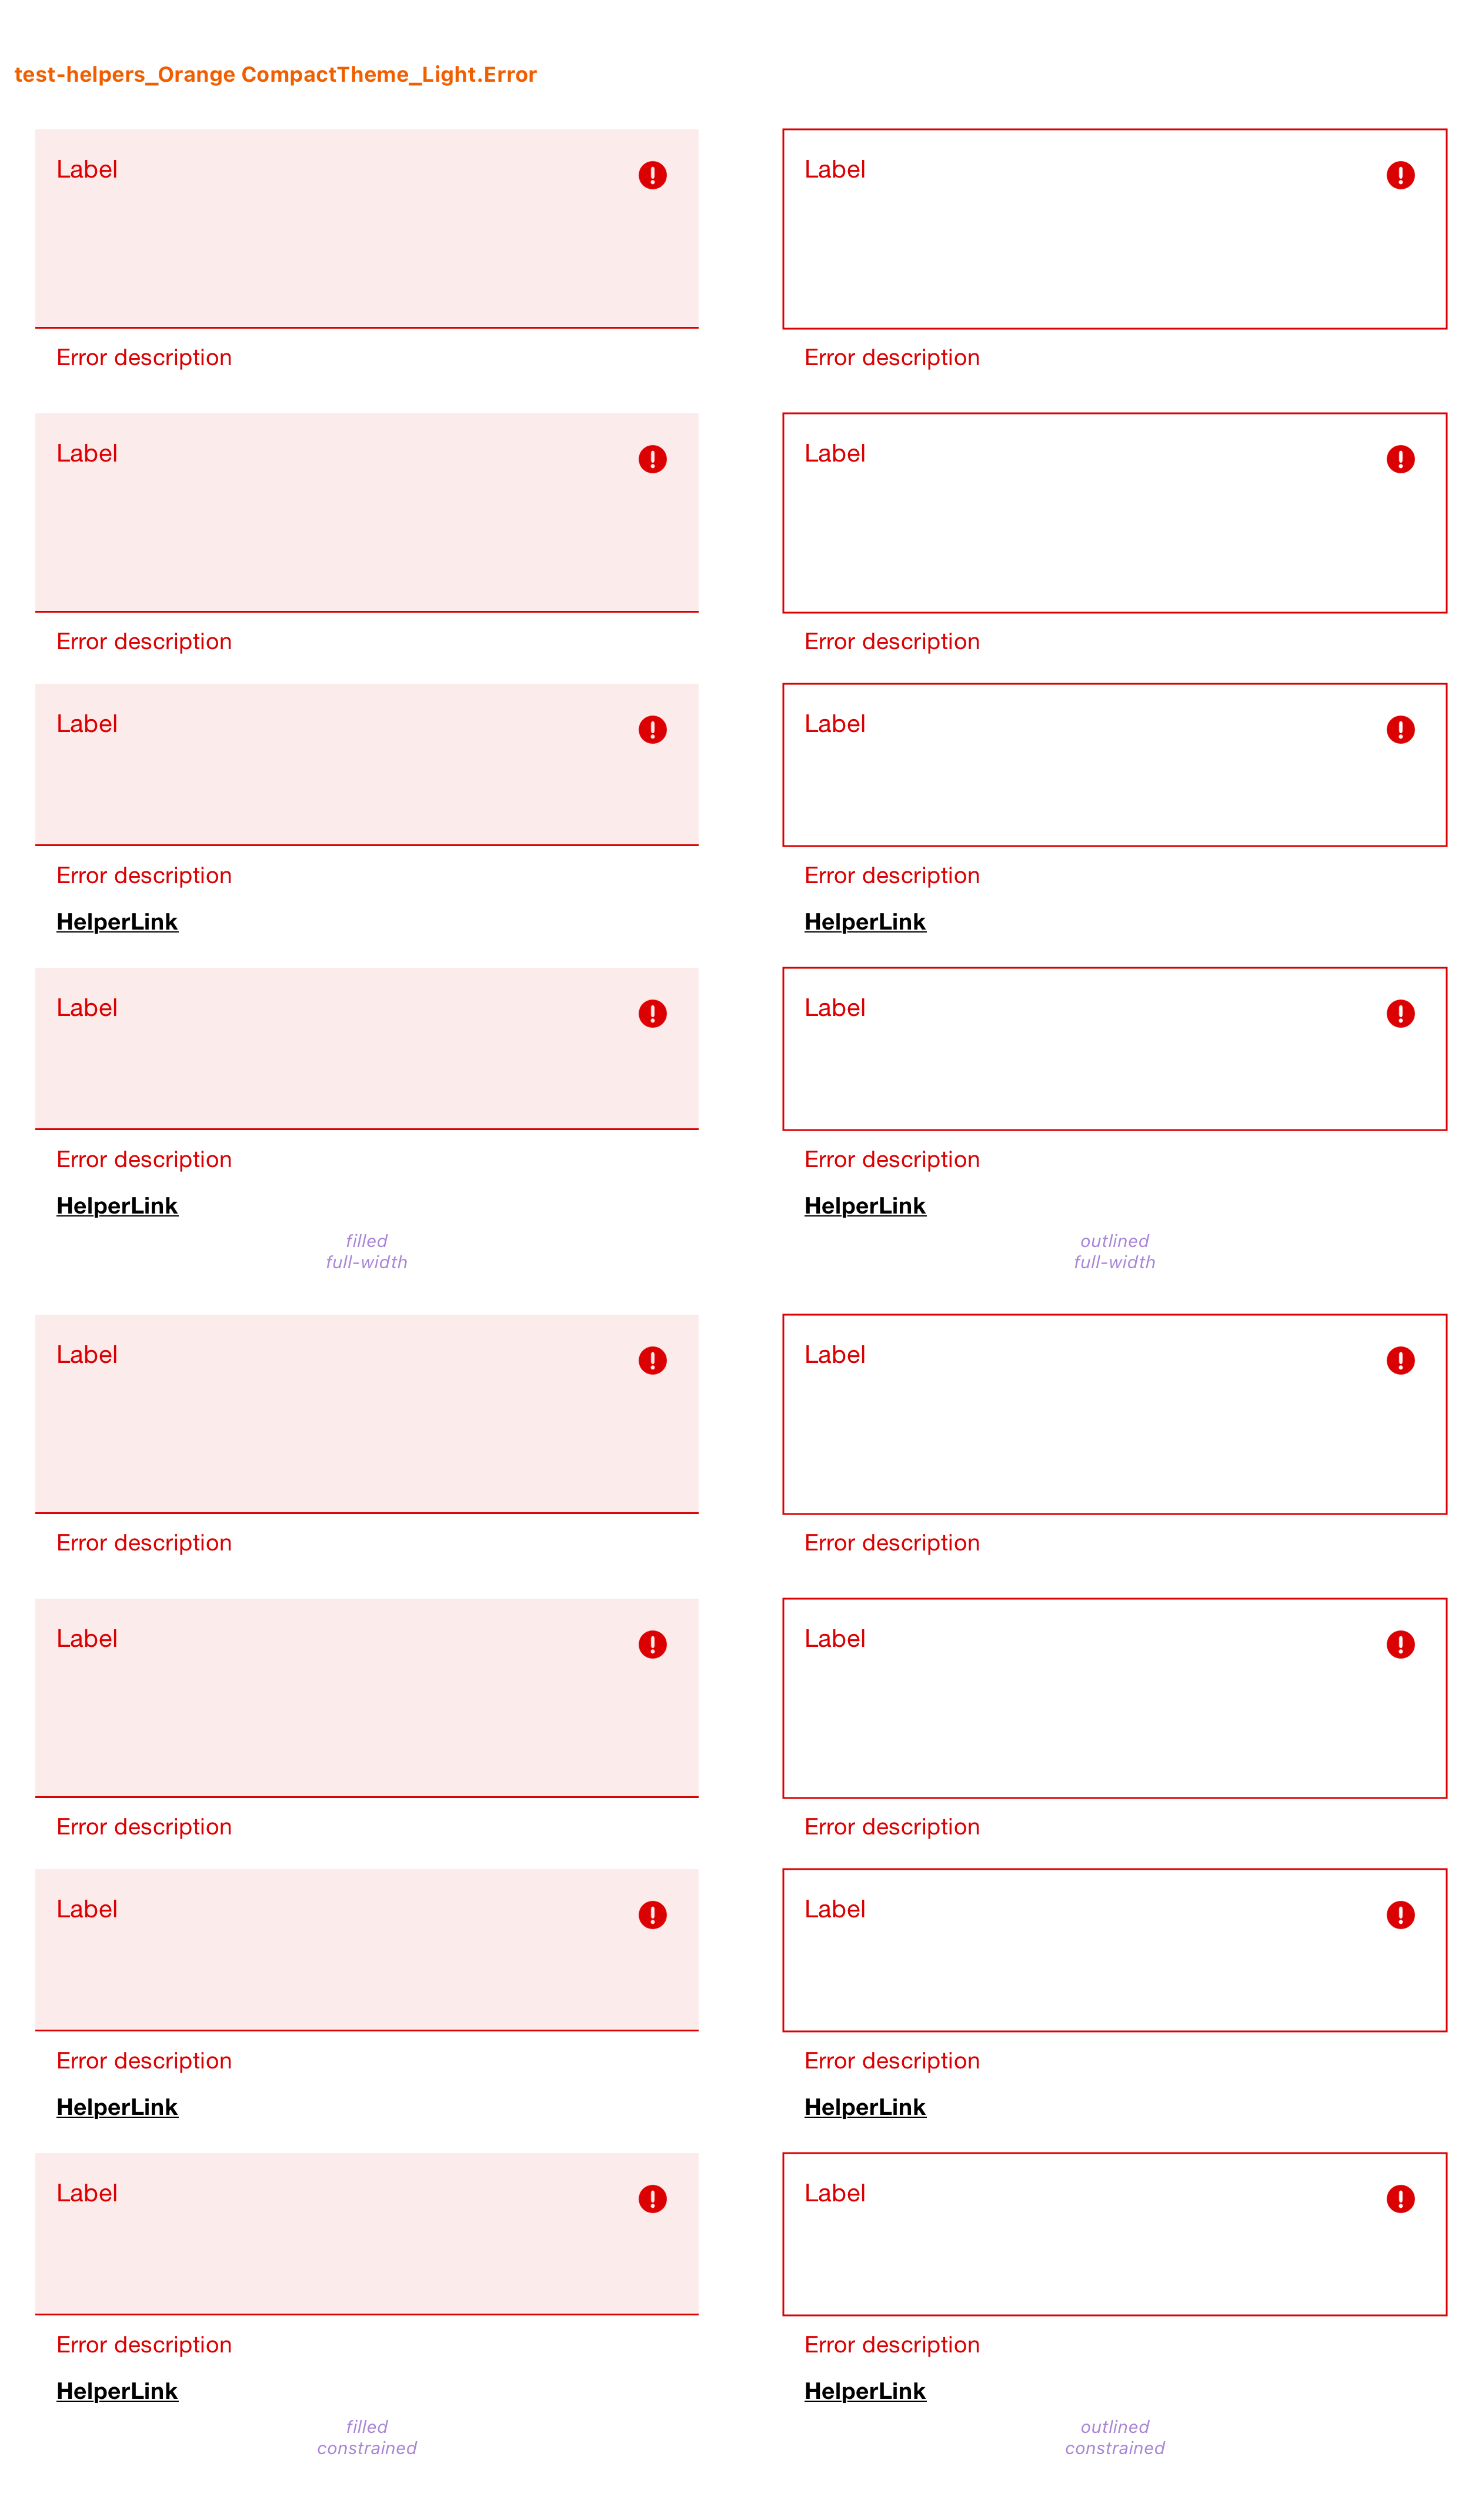 test-helpers_Orange CompactTheme_Light.Error
Label
Label
Error description
Error description
Label
Label
Error description
Error description
Label
Label
Error description
Error description
HelperLink
HelperLink
Label
Label
Error description
Error description
HelperLink
HelperLink
filled
full-width
outlined
full-width
Label
Label
Error description
Error description
Label
Label
Error description
Error description
Label
Label
Error description
Error description
HelperLink
HelperLink
Label
Label
Error description
Error description
HelperLink
HelperLink
filled
constrained
outlined
constrained